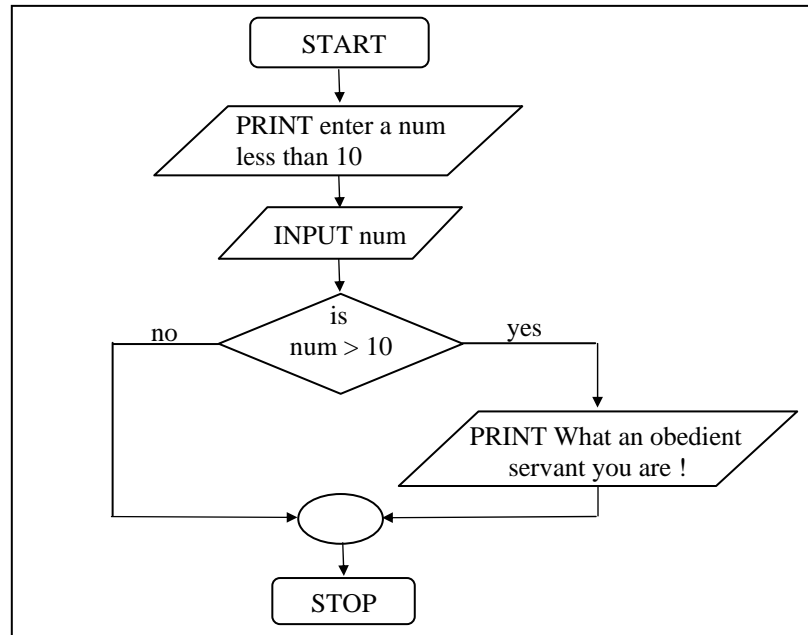 START
PRINT enter a num
less than 10
INPUT num
is
num > 10
no
yes
PRINT What an obedient
servant you are !
STOP